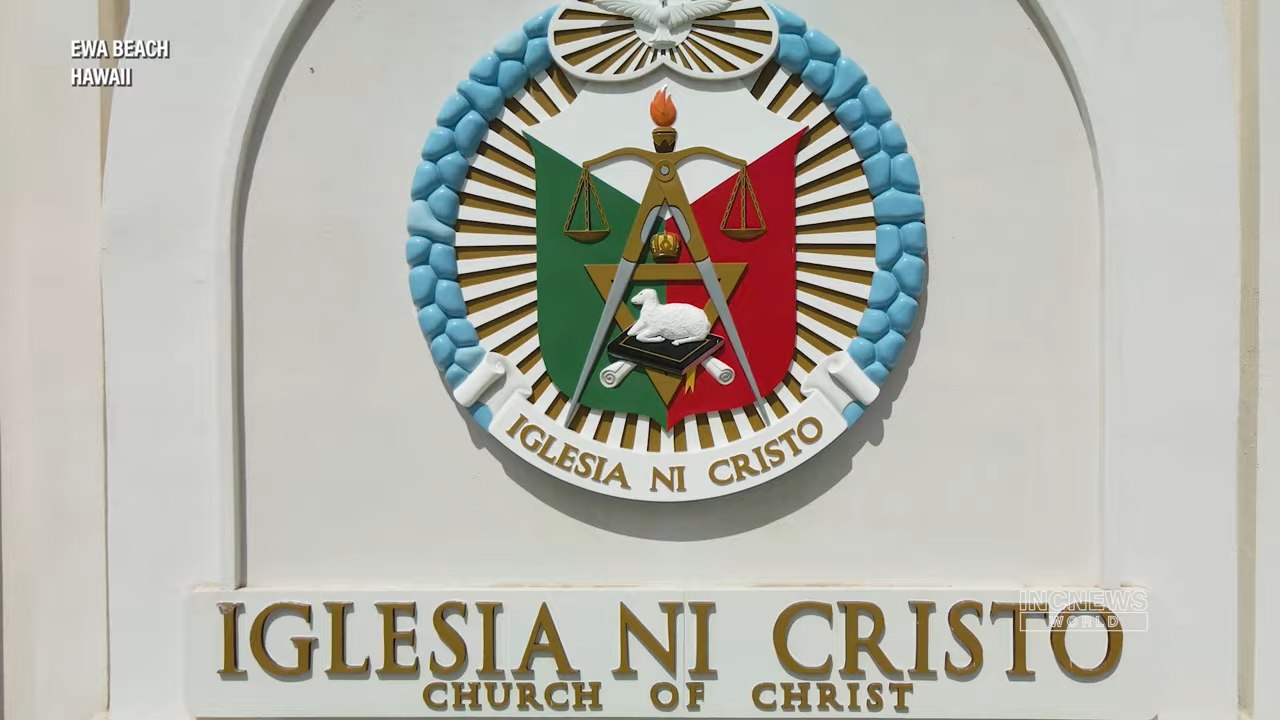 EWA BEACH
HAWAII
IGLESIA NI CRISTO
IGLESIA NI CRISTO
INCNEWS
WORLD
CHURCH OF CHRIST